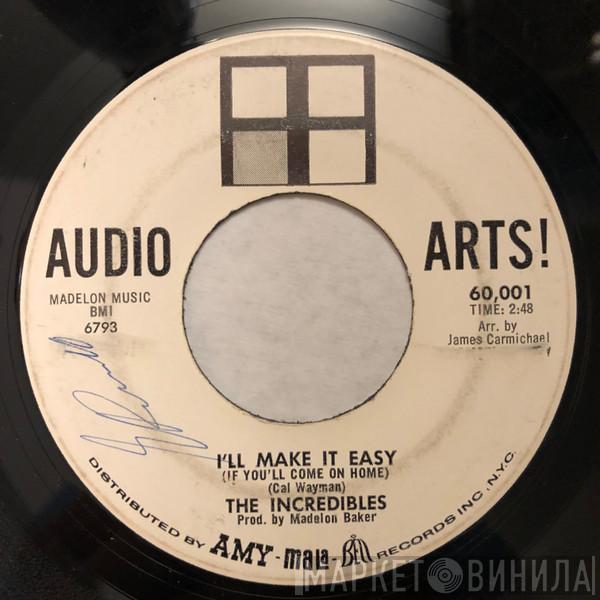 AUDIO ARTS!
MADELON MUSIC
BMI
6793
60,001
TIME: 2:48
Arr. by
James Carmichael
I'LL MAKE IT EASY
(IF YOU'LL COME ON HOME)
(Cal Wayman)
THE INCREDIBLES
Prod. by Madelon Baker
DISTRIBUTED BY AMY-mala-BELL RECORDS INC., N.Y.C.
МАРКЕТ ВИНИЛА